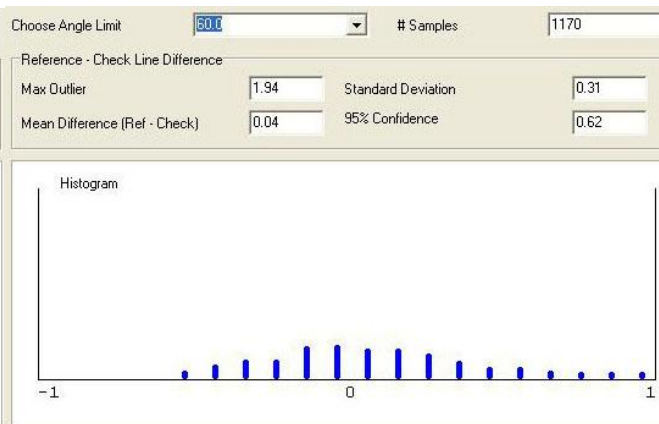 Choose Angle Limit 60.0 # Samples 1170
Reference - Check Line Difference
Max Outlier 1.94 Standard Deviation 0.31
Mean Difference (Ref - Check) 0.04 95% Confidence 0.62
Histogram
-1 0 1